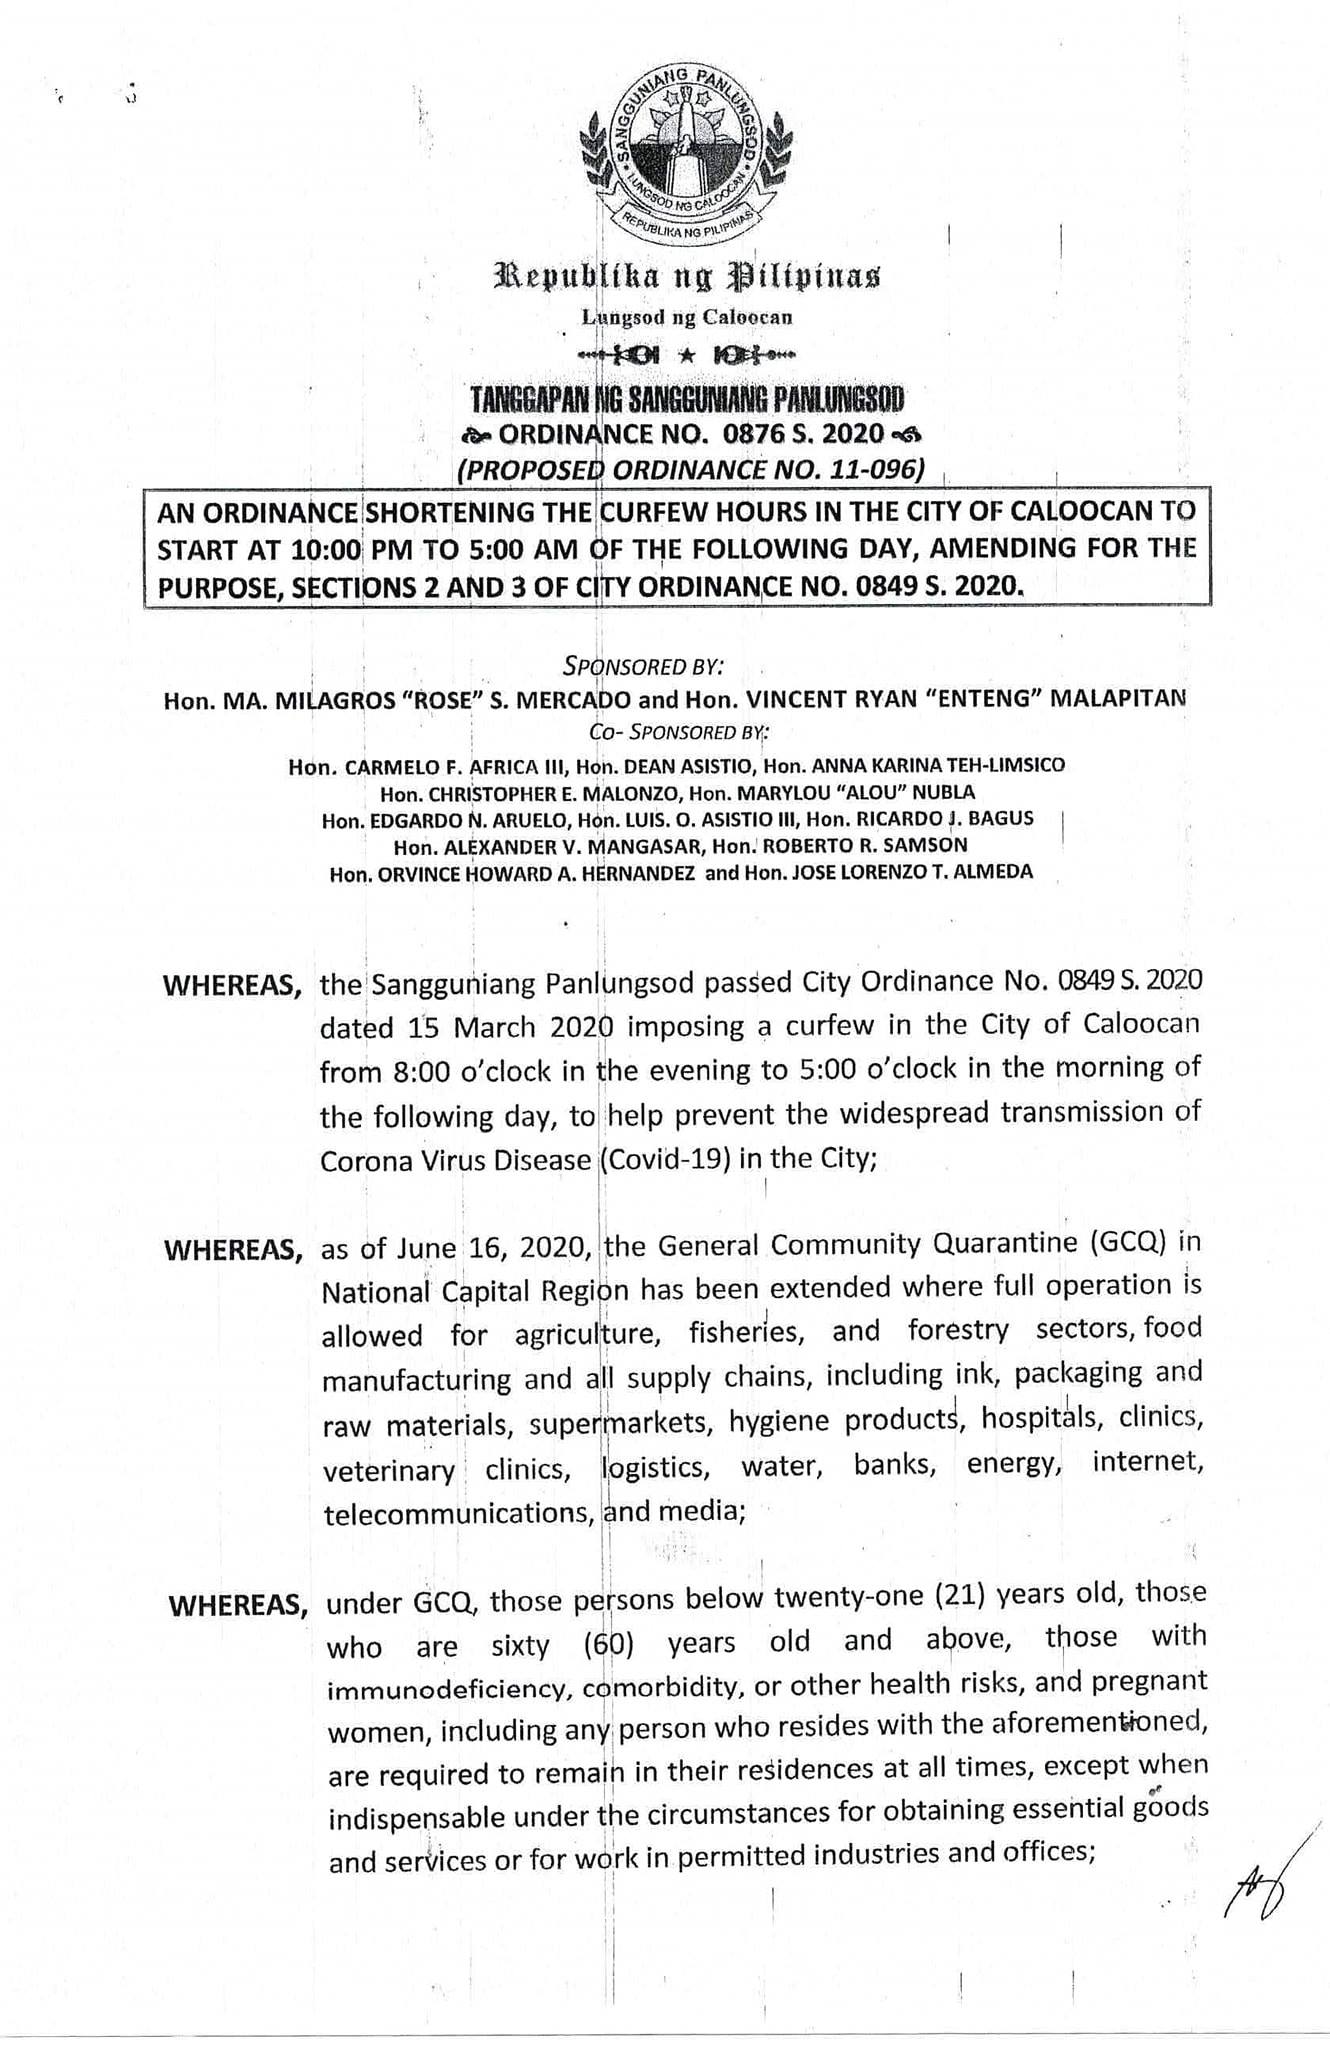 SANGGUNIANG PANLUNGSOD
LUNGSOD NG CALOOCAN
REPUBLIKA NG PILIPINAS
Republika ng Pilipinas
Lungsod ng Caloocan
TANGGAPAN NG SANGGUNIANG PANLUNGSOD
ORDINANCE NO. 0876 S. 2020
(PROPOSED ORDINANCE NO. 11-096)
AN ORDINANCE SHORTENING THE CURFEW HOURS IN THE CITY OF CALOOCAN TO
START AT 10:00 PM TO 5:00 AM OF THE FOLLOWING DAY, AMENDING FOR THE
PURPOSE, SECTIONS 2 AND 3 OF CITY ORDINANCE NO. 0849 S. 2020.
SPONSORED BY:
Hon. MA. MILAGROS "ROSE" S. MERCADO and Hon. VINCENT RYAN "ENTENG" MALAPITAN
CO- SPONSORED BY:
Hon. CARMELO F. AFRICA III, Hon. DEAN ASISTIO, Hon. ANNA KARINA TEH-LIMSICO
Hon. CHRISTOPHER E. MALONZO, Hon. MARYLOU "ALOU" NUBLA
Hon. EDGARDO N. ARUELO, Hon. LUIS. O. ASISTIO III, Hon. RICARDO J. BAGUS
Hon. ALEXANDER V. MANGASAR, Hon. ROBERTO R. SAMSON
Hon. ORVINCE HOWARD A. HERNANDEZ and Hon. JOSE LORENZO T. ALMEDA
WHEREAS, the Sangguniang Panlungsod passed City Ordinance No. 0849 S. 2020
dated 15 March 2020 imposing a curfew in the City of Caloocan
from 8:00 o'clock in the evening to 5:00 o'clock in the morning of
the following day, to help prevent the widespread transmission of
Corona Virus Disease (Covid-19) in the City;
WHEREAS, as of June 16, 2020, the General Community Quarantine (GCQ) in
National Capital Region has been extended where full operation is
allowed for agriculture, fisheries, and forestry sectors, food
manufacturing and all supply chains, including ink, packaging and
raw materials, supermarkets, hygiene products, hospitals, clinics,
veterinary clinics, logistics, water, banks, energy, internet,
telecommunications, and media;
WHEREAS, under GCQ, those persons below twenty-one (21) years old, those
who are sixty (60) years old and above, those with
immunodeficiency, comorbidity, or other health risks, and pregnant
women, including any person who resides with the aforementioned,
are required to remain in their residences at all times, except when
indispensable under the circumstances for obtaining essential goods
and services or for work in permitted industries and offices;